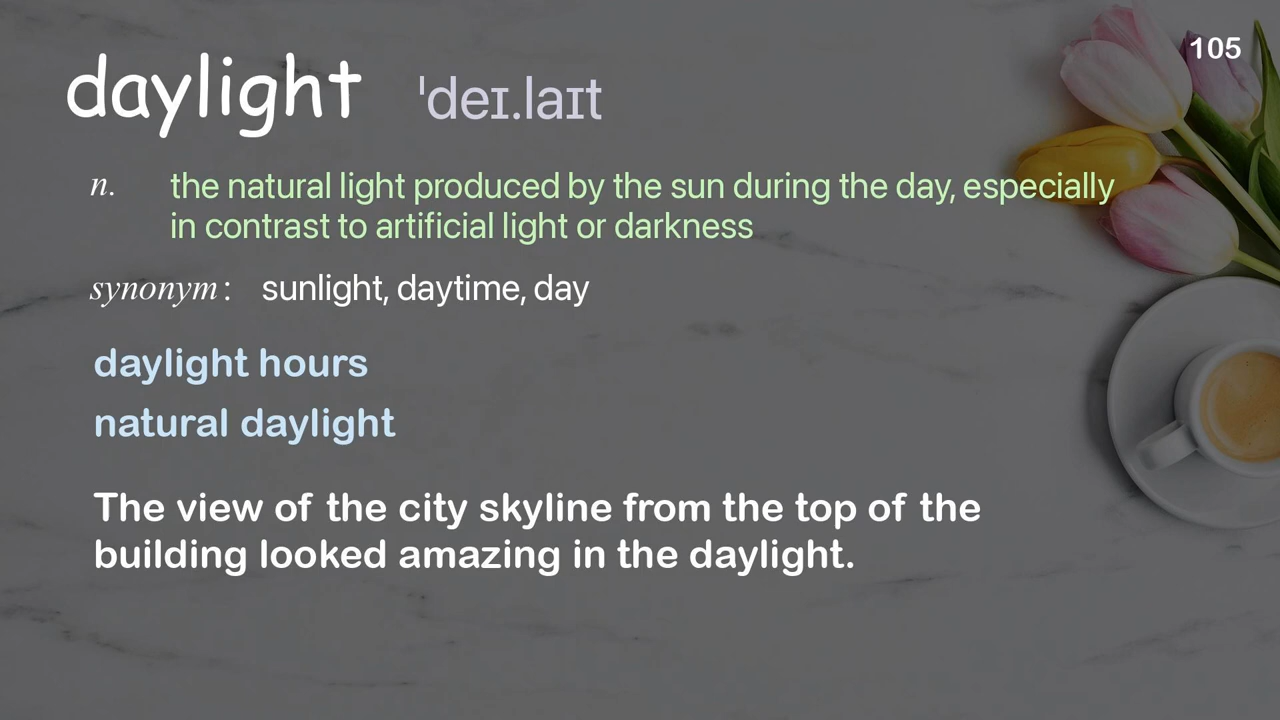 105
daylight ˈdeɪ.laɪt
n. the natural light produced by the sun during the day, especially
in contrast to artificial light or darkness
synonym: sunlight, daytime, day
daylight hours
natural daylight
The view of the city skyline from the top of the
building looked amazing in the daylight.